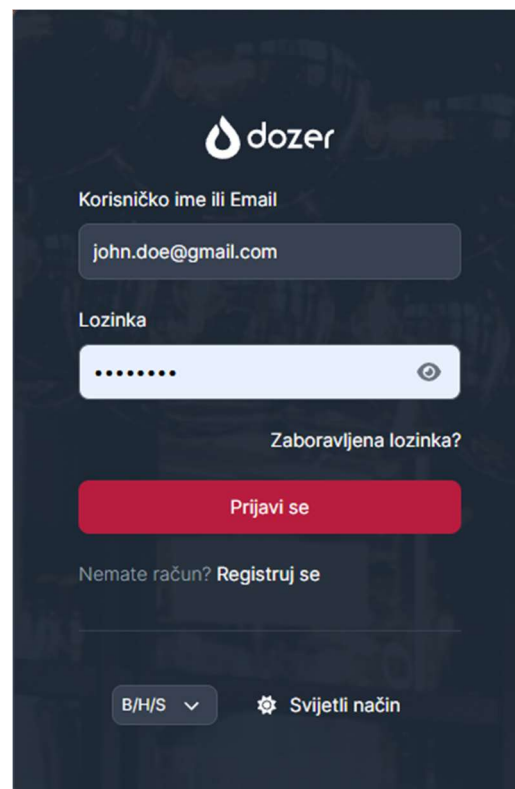 dozer
Korisničko ime ili Email
john.doe@gmail.com
Lozinka
••••••••
Zaboravljena lozinka?
Prijavi se
Nemate račun? Registruj se
B/H/S
Svijetli način